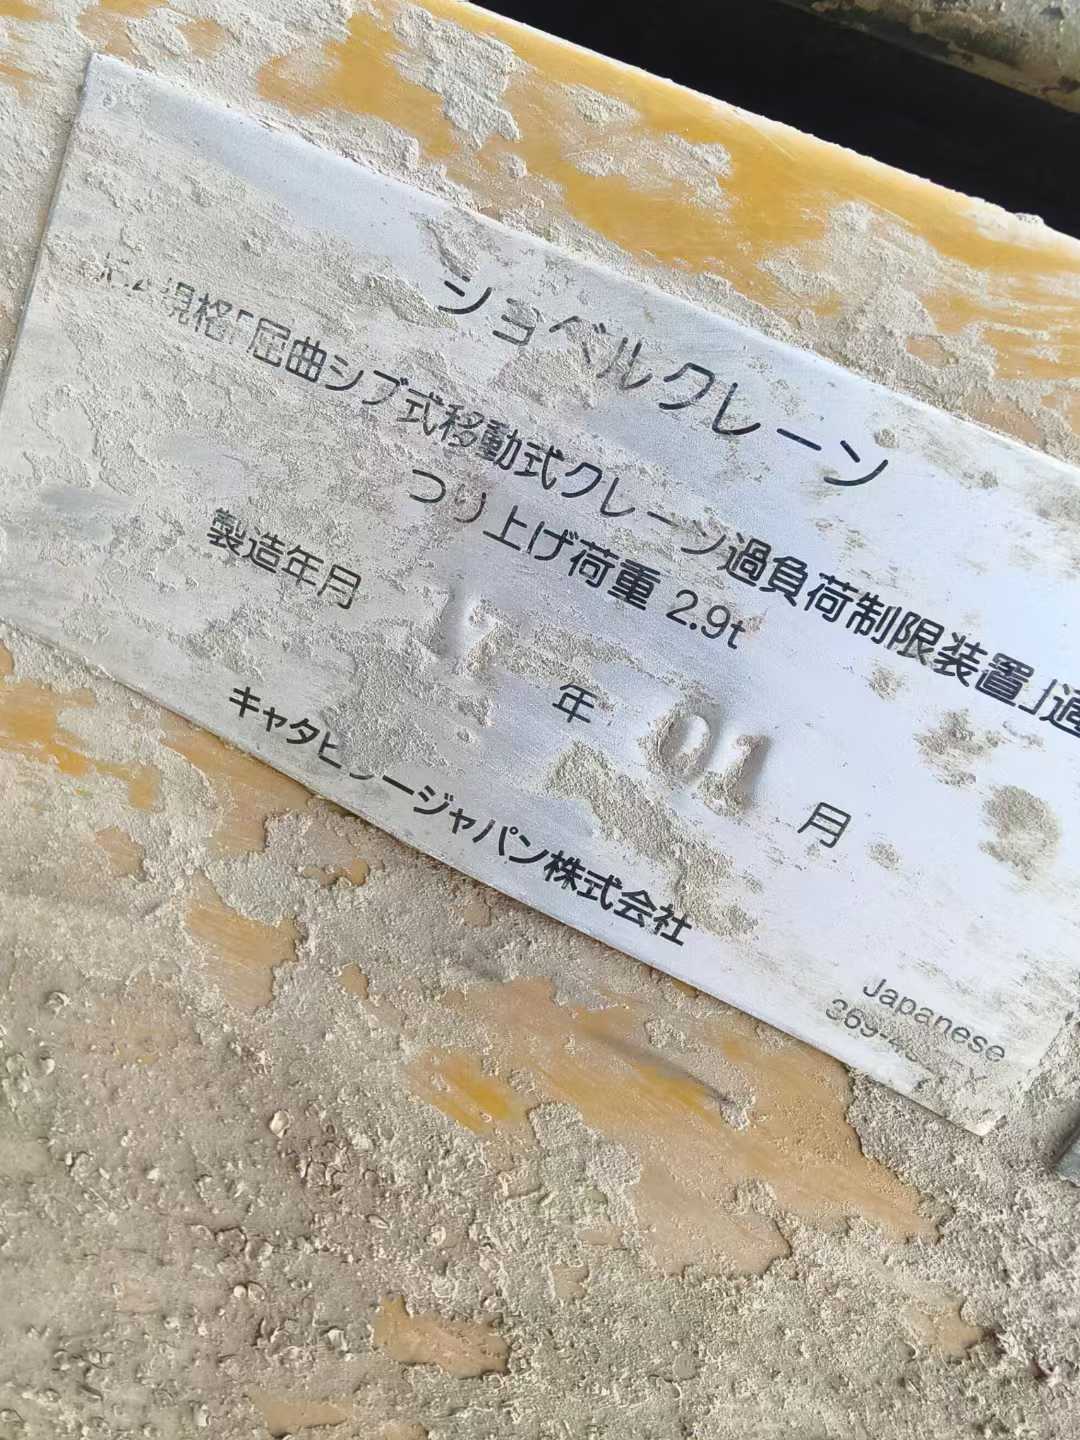 ショベルクレーン
規格「屈曲ジブ式移動式クレーン過負荷制限装置」適
つり上げ荷重 2.9t
製造年月 17 年 01 月
キャタピラージャパン株式会社
Japanese